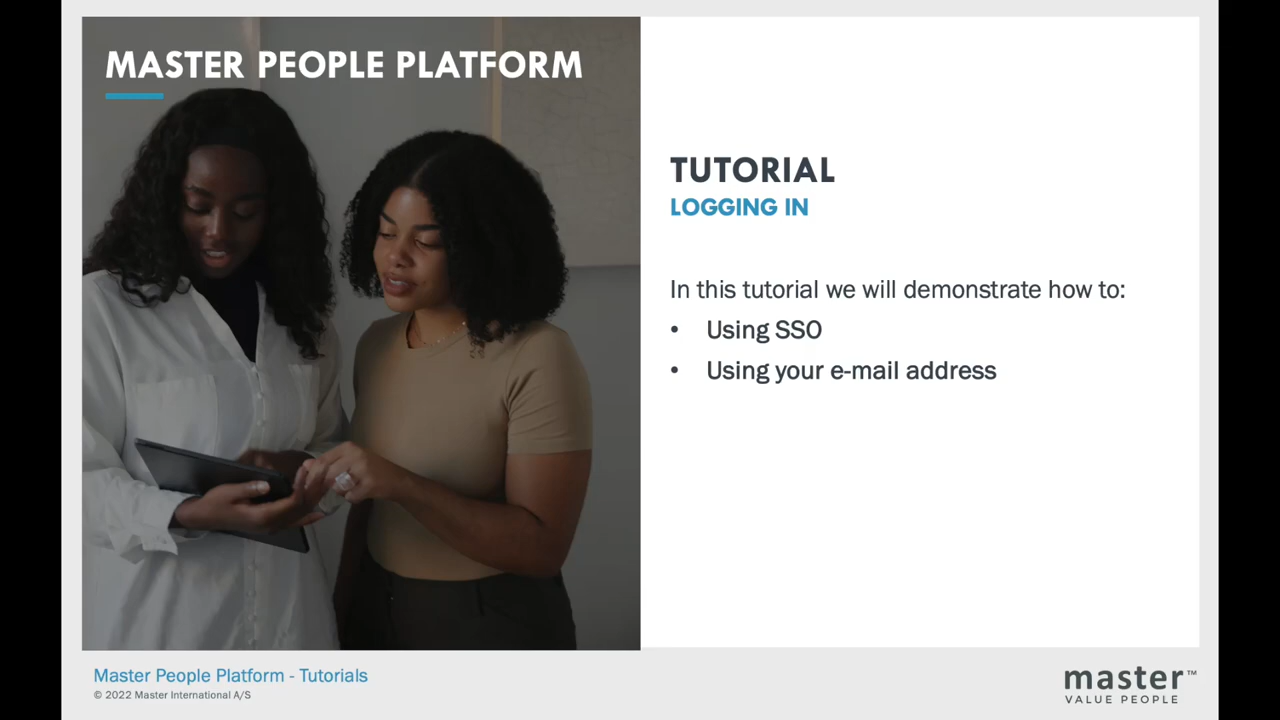 MASTER PEOPLE PLATFORM
TUTORIAL
LOGGING IN
In this tutorial we will demonstrate how to:
• Using SSO
• Using your e-mail address
Master People Platform - Tutorials
© 2022 Master International A/S
master™
VALUE PEOPLE